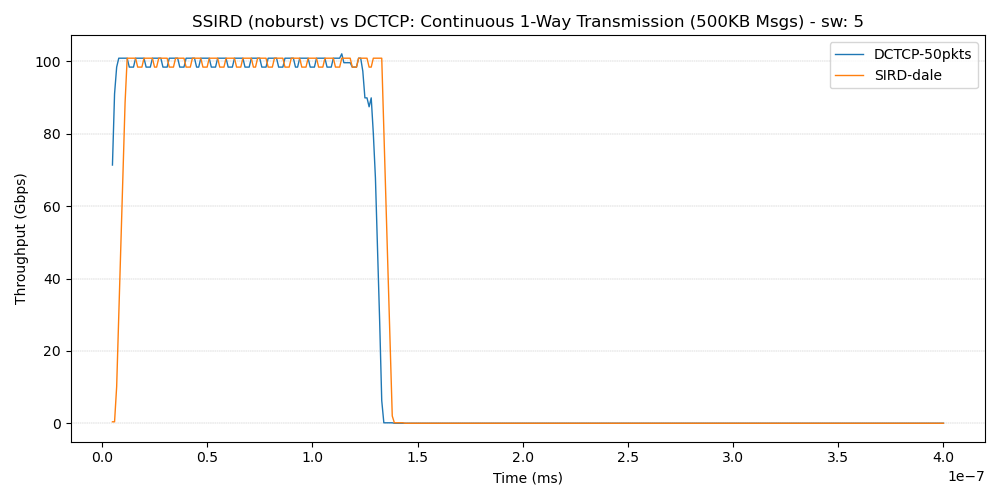 SSIRD (noburst) vs DCTCP: Continuous 1-Way Transmission (500KB Msgs) - sw: 5
DCTCP-50pkts
SIRD-dale
Throughput (Gbps)
100
80
60
40
20
0
0.0 0.5 1.0 1.5 2.0 2.5 3.0 3.5 4.0
1e-7
Time (ms)